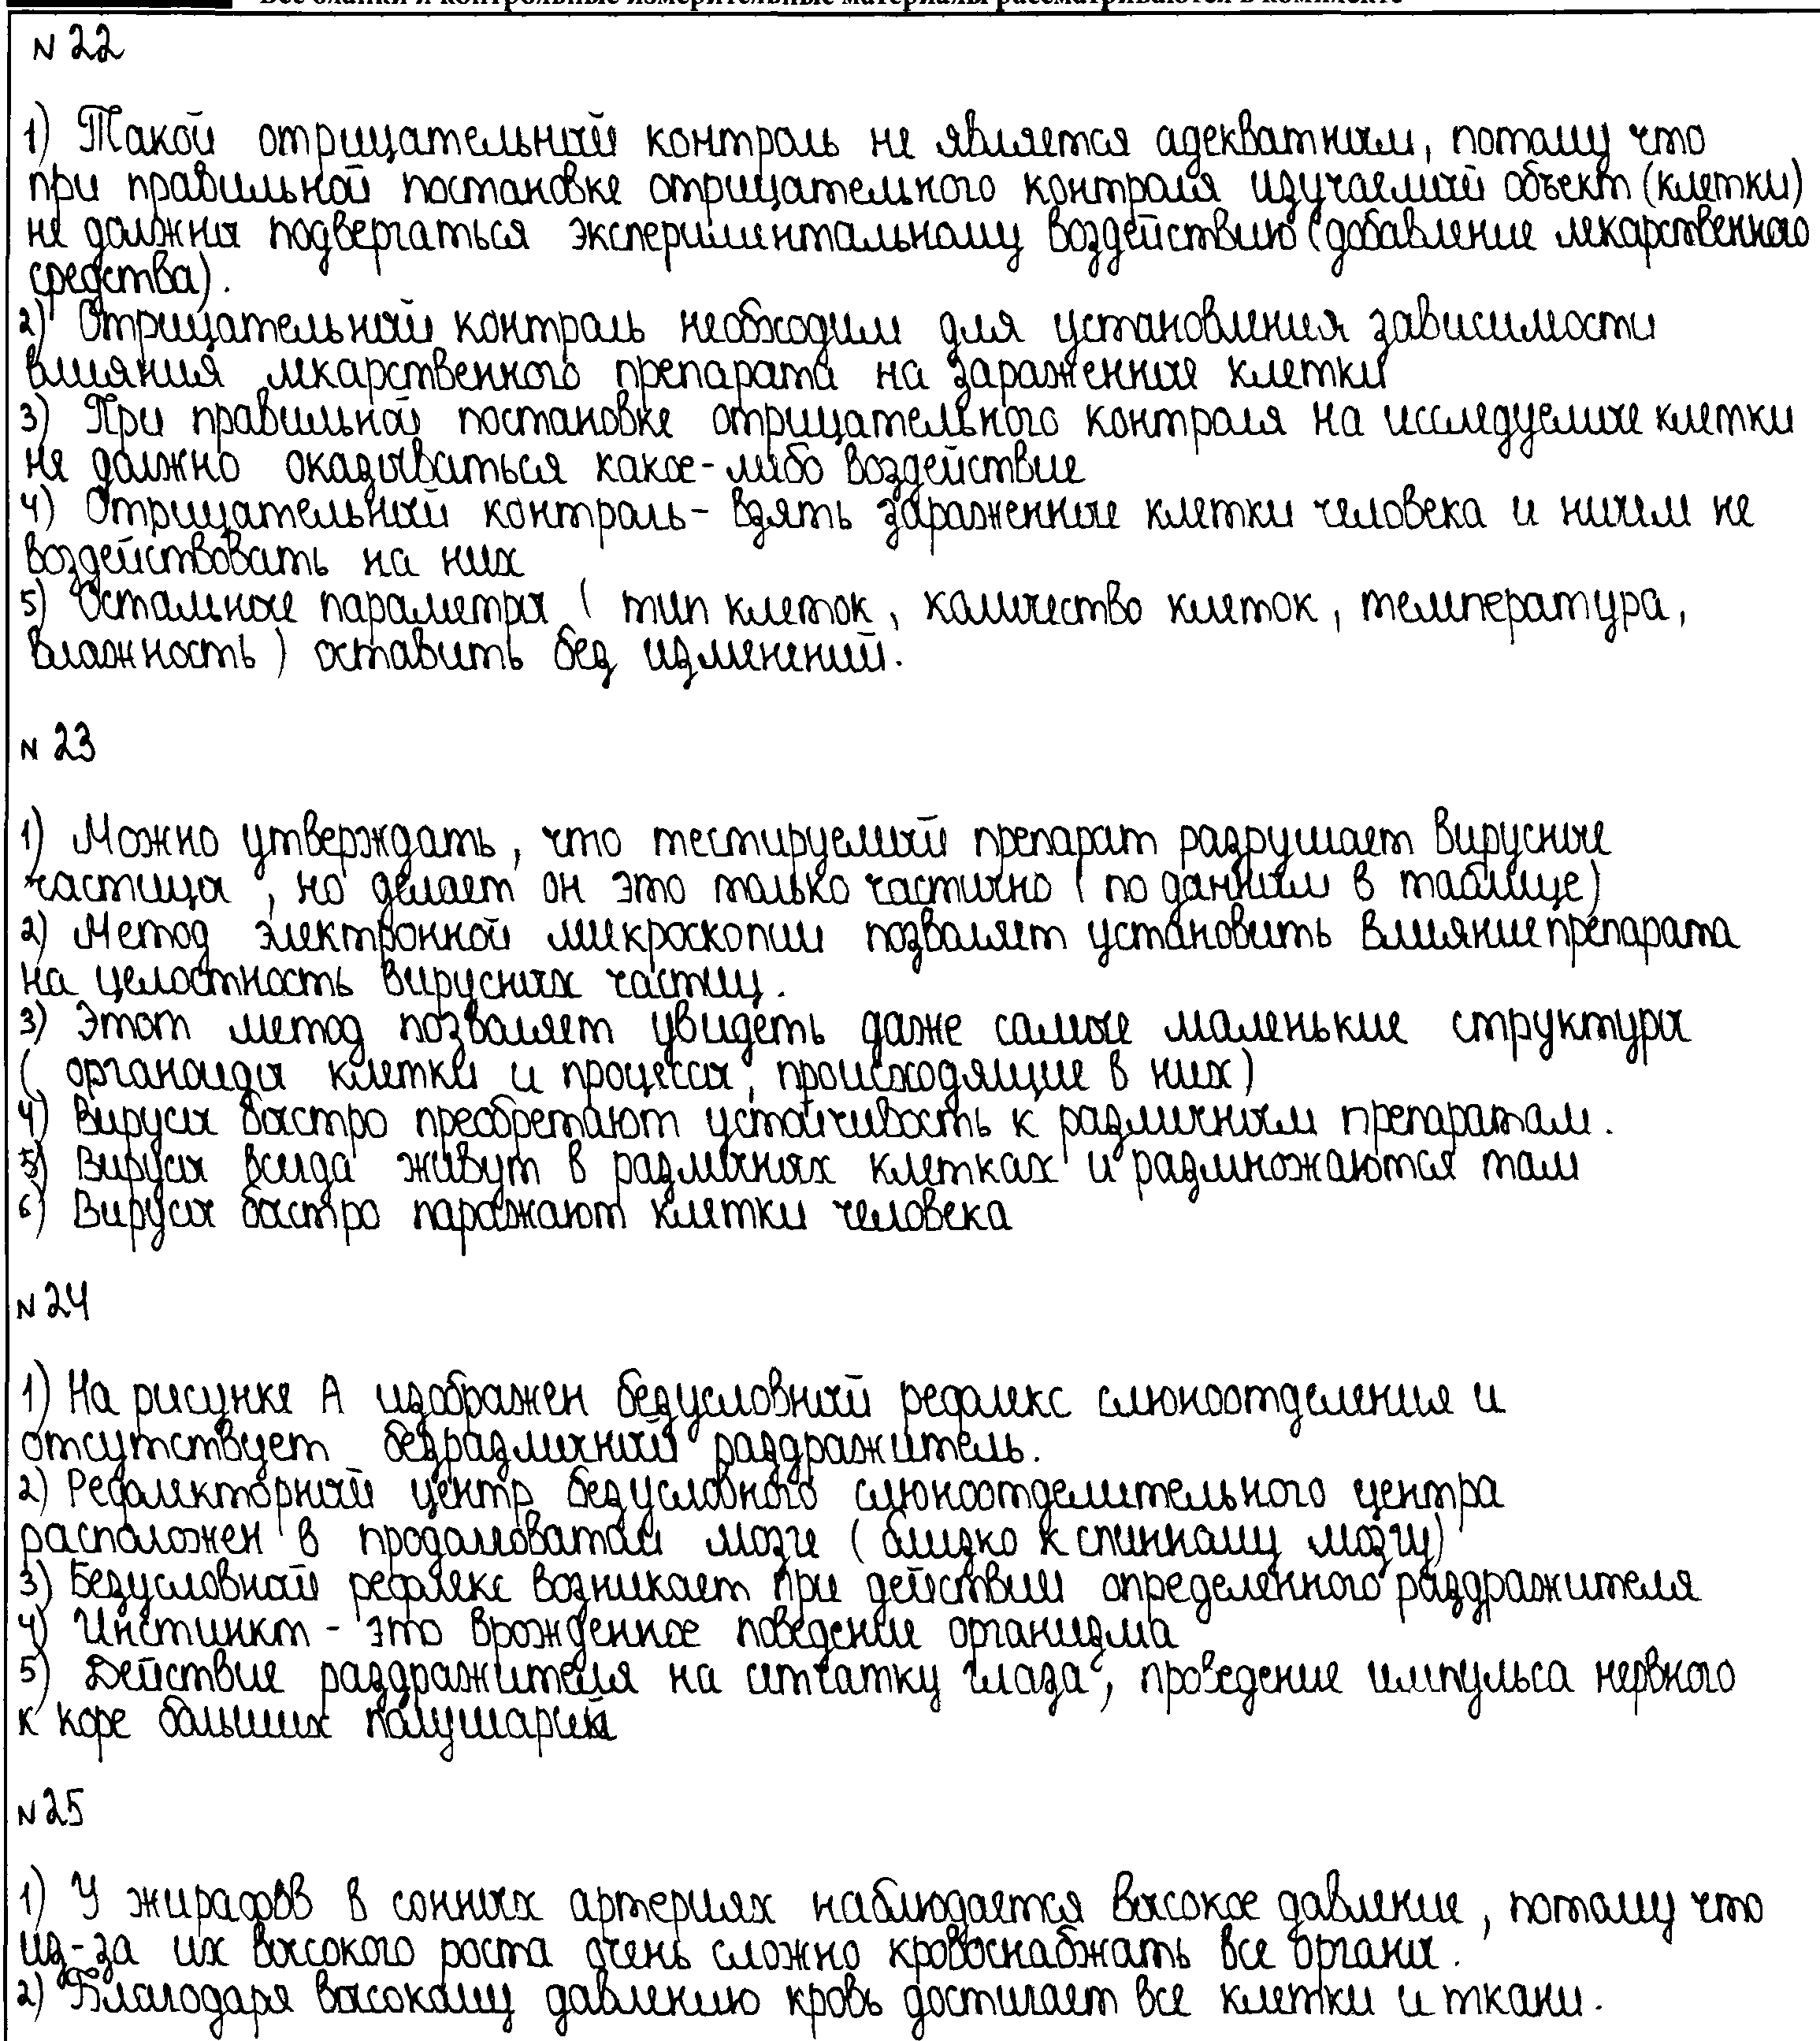 Все бланки и контрольные измерительные материалы рассматриваются в комплекте
N 22
1) Такой отрицательный контроль не является адекватным, потому что
при правильной постановке отрицательного контроля изучаемый объект (клетки)
не должны подвергаться экспериментальному воздействию (добавление лекарственного
средства).
2) Отрицательный контроль необходим для установления зависимости
влияния лекарственного препарата на зараженные клетки
3) При правильной постановке отрицательного контроля на исследуемые клетки
не должно оказываться какое-либо воздействие
4) Отрицательный контроль - взять зараженные клетки человека и ничем не
воздействовать на них
5) Остальные параметры ( тип клеток, количество клеток, температура,
влажность ) оставить без изменений.
N 23
1) Можно утверждать, что тестируемый препарат разрушает вирусные
частицы, но делает он это только частично ( по данным в таблице)
2) Метод электронной микроскопии позволяет установить влияние препарата
на целостность вирусных частиц.
3) Этот метод позволяет увидеть даже самые маленькие структуры
( органоиды клетки и процессы, происходящие в них)
4) Вирусы быстро преобретают устойчивость к различным препаратам.
5) Вирусы всегда живут в различных клетках и размножаются там
6) Вирусы быстро поражают клетки человека
N 24
1) На рисунке А изображен безусловный рефлекс слюноотделения и
отсутствует безразличный раздражитель.
2) Рефлекторный центр безусловного слюноотделительного центра
расположен в продолговатом мозге ( близко к спинному мозгу)
3) Безусловный рефлекс возникает при действии определенного раздражителя
4) Инстинкт - это врожденное поведение организма
5) Действие раздражителя на сетчатку глаза, проведение импульса нервного
к коре больших полушарий
N 25
1) У жирафов в сонных артериях наблюдается высокое давление, потому что
из-за их высокого роста очень сложно кровоснабжать все органы.
2) Благодаря высокому давлению кровь достигает все клетки и ткани.